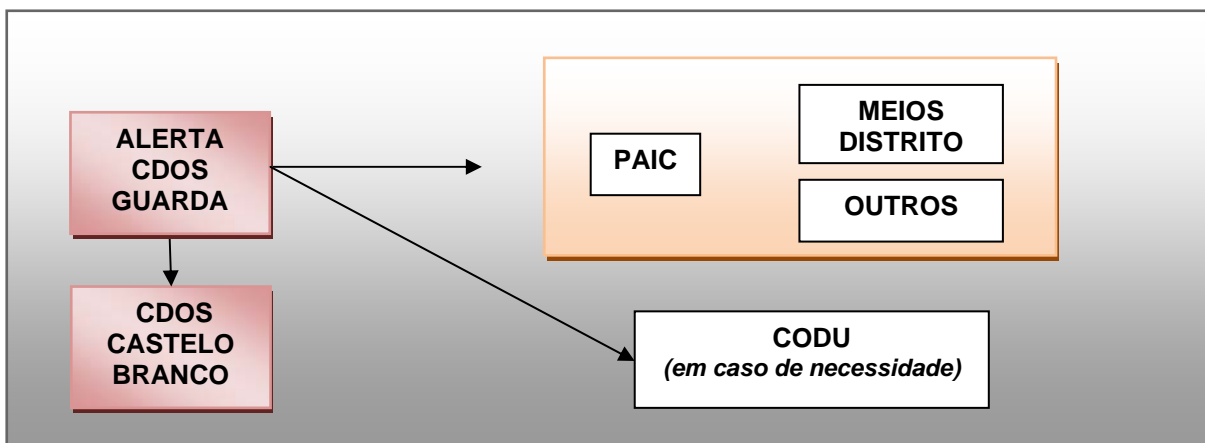 ALERTA
CDOS
GUARDA
CDOS
CASTELO
BRANCO
PAIC
MEIOS
DISTRITO
OUTROS
CODU
(em caso de necessidade)